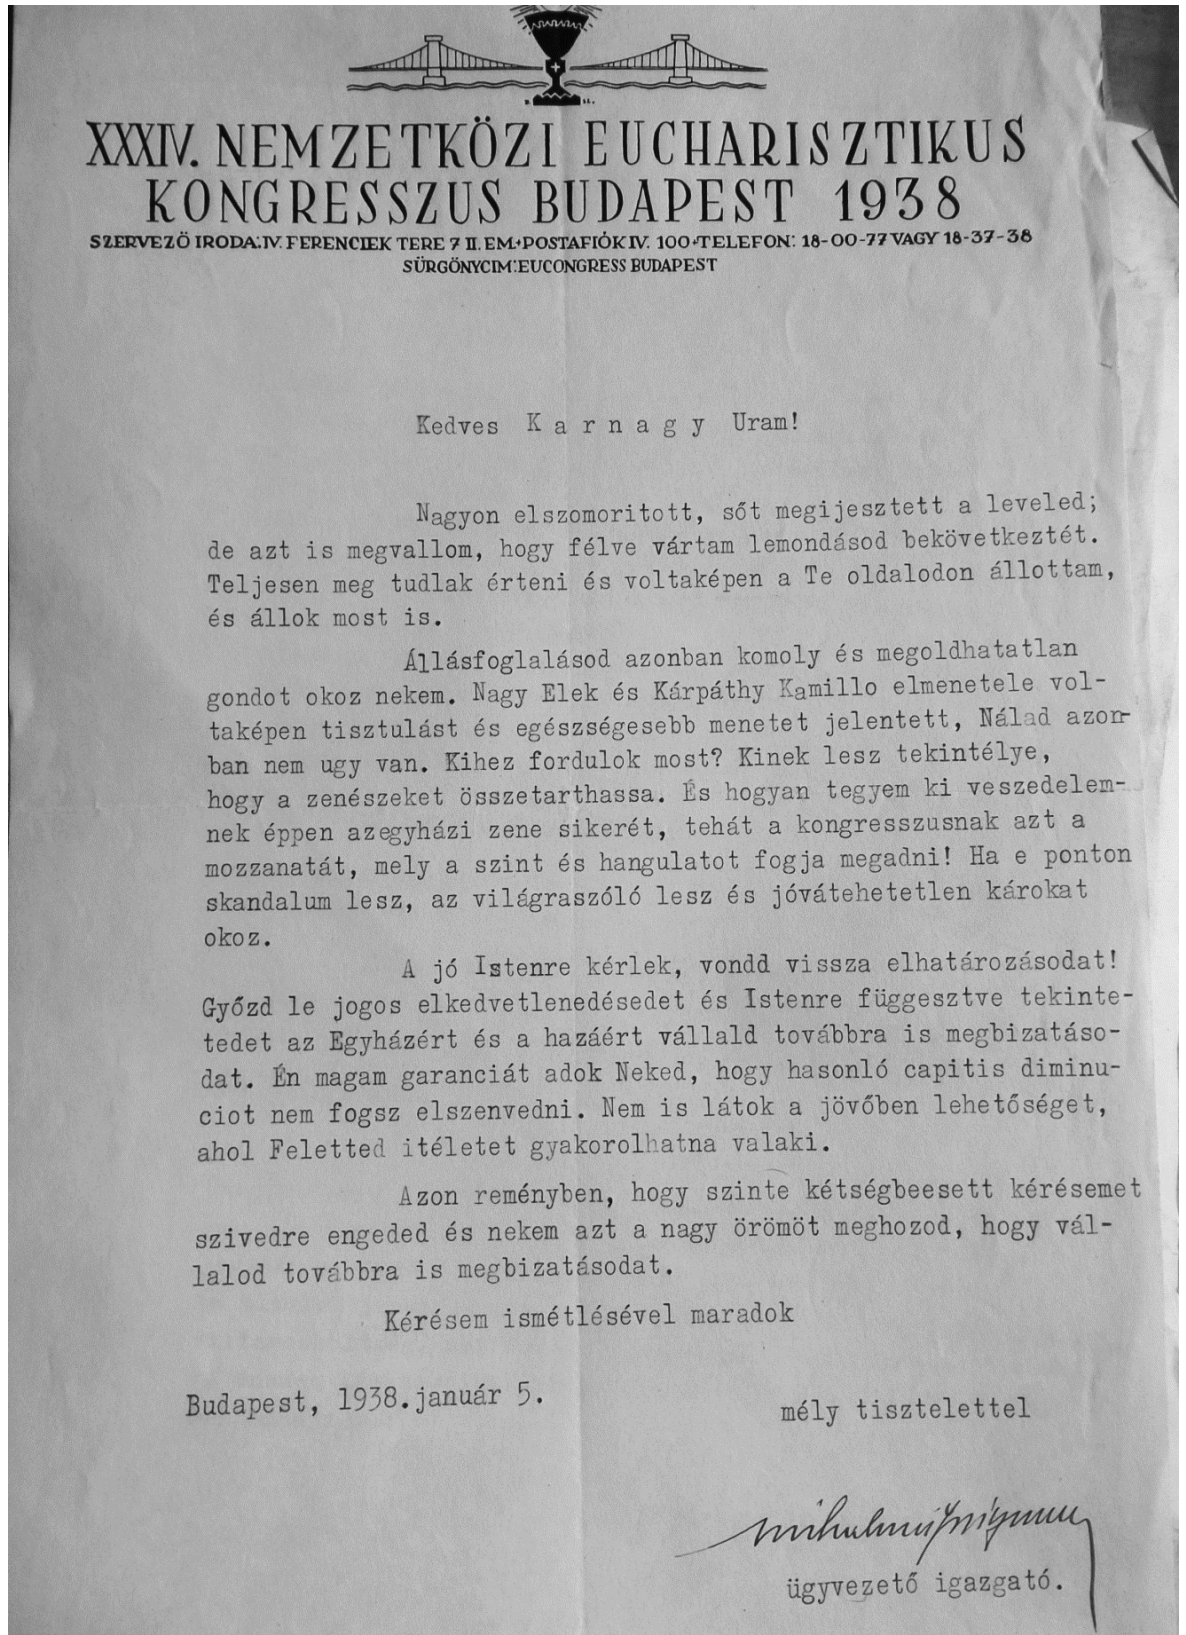 XXXIV. NEMZETKÖZI EUCHARISZTIKUS
KONGRESSZUS BUDAPEST 1938
SZERVEZŐ IRODA: IV. FERENCIEK TERE 7 II. EM.+POSTAFIÓK IV. 100+TELEFON: 18-00-77 VAGY 18-37-38
SÜRGÖNYCIM: EUCONGRESS BUDAPEST
Kedves K a r n a g y Uram!
Nagyon elszomoritott, sőt megijesztett a leveled;
de azt is megvallom, hogy félve vártam lemondásod bekövetkeztét.
Teljesen meg tudlak érteni és voltaképen a Te oldalodon állottam,
és állok most is.
Állásfoglalásod azonban komoly és megoldhatatlan
gondot okoz nekem. Nagy Elek és Kárpáthy Kamillo elmenetele vol-
taképen tisztulást és egészségesebb menetet jelentett, Nálad azon-
ban nem ugy van. Kihez fordulok most? Kinek lesz tekintélye,
hogy a zenészeket összetarthassa. És hogyan tegyem ki veszedelem-
nek éppen azegyházi zene sikerét, tehát a kongresszusnak azt a
mozzanatát, mely a szint és hangulatot fogja megadni! Ha e ponton
skandalum lesz, az világraszóló lesz és jóvátehetetlen károkat
okoz.
A jó Istenre kérlek, vondd vissza elhatározásodat!
Győzd le jogos elkedvetlenedésedet és Istenre függesztve tekinte-
tedet az Egyházért és a hazáért vállald továbbra is megbizatáso-
dat. Én magam garanciát adok Neked, hogy hasonló capitis diminu-
ciot nem fogsz elszenvedni. Nem is látok a jövőben lehetőséget,
ahol Feletted itéletet gyakorolhatna valaki.
Azon reményben, hogy szinte kétségbeesett kérésemet
szivedre engeded és nekem azt a nagy örömöt meghozod, hogy vál-
lalod továbbra is megbizatásodat.
Kérésem ismétlésével maradok
Budapest, 1938.január 5.
mély tisztelettel
ügyvezető igazgató.